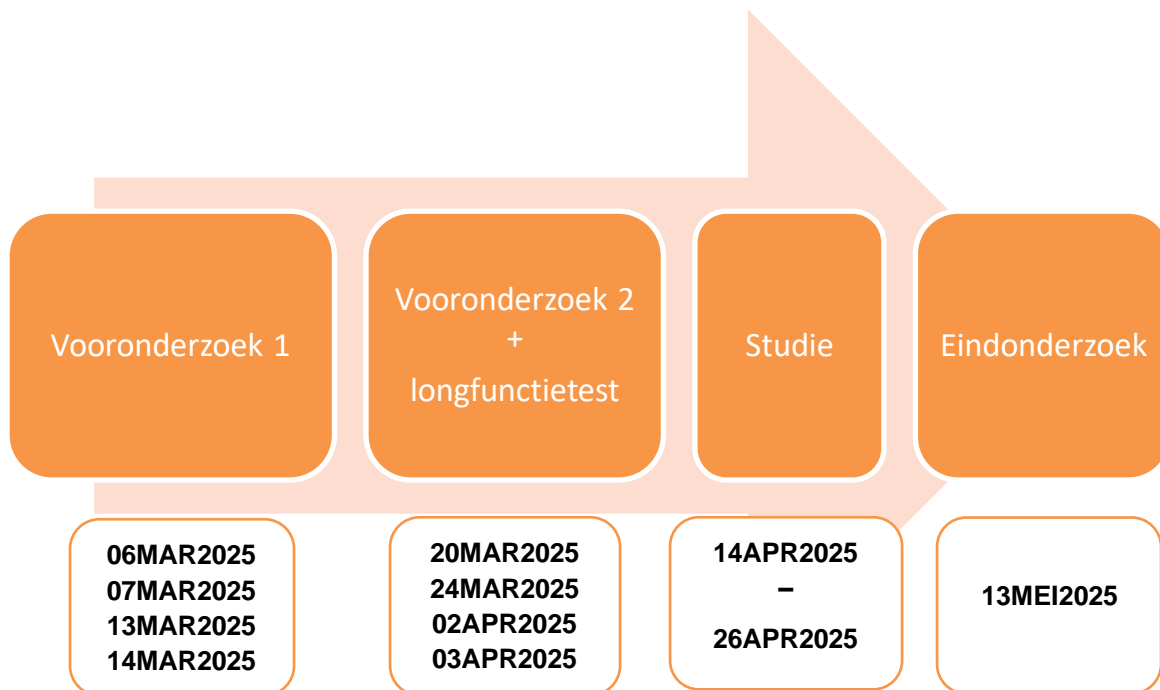 Vooronderzoek 1
Vooronderzoek 2
+
longfunctietest
Studie
Eindonderzoek
06MAR2025
07MAR2025
13MAR2025
14MAR2025
20MAR2025
24MAR2025
02APR2025
03APR2025
14APR2025
–
26APR2025
13MEI2025